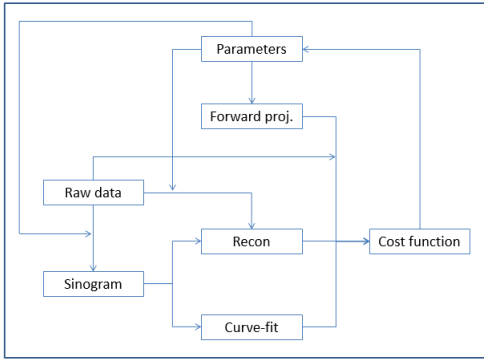 Parameters
Forward proj.
Raw data
Recon
Cost function
Sinogram
Curve-fit